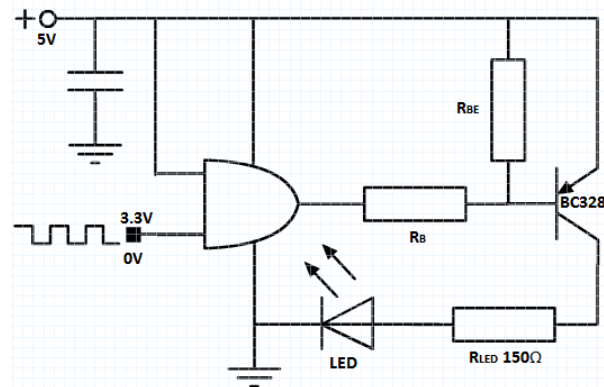 +
5V
RBE
BC328
3.3V
0V
RB
LED
RLED 150Ω